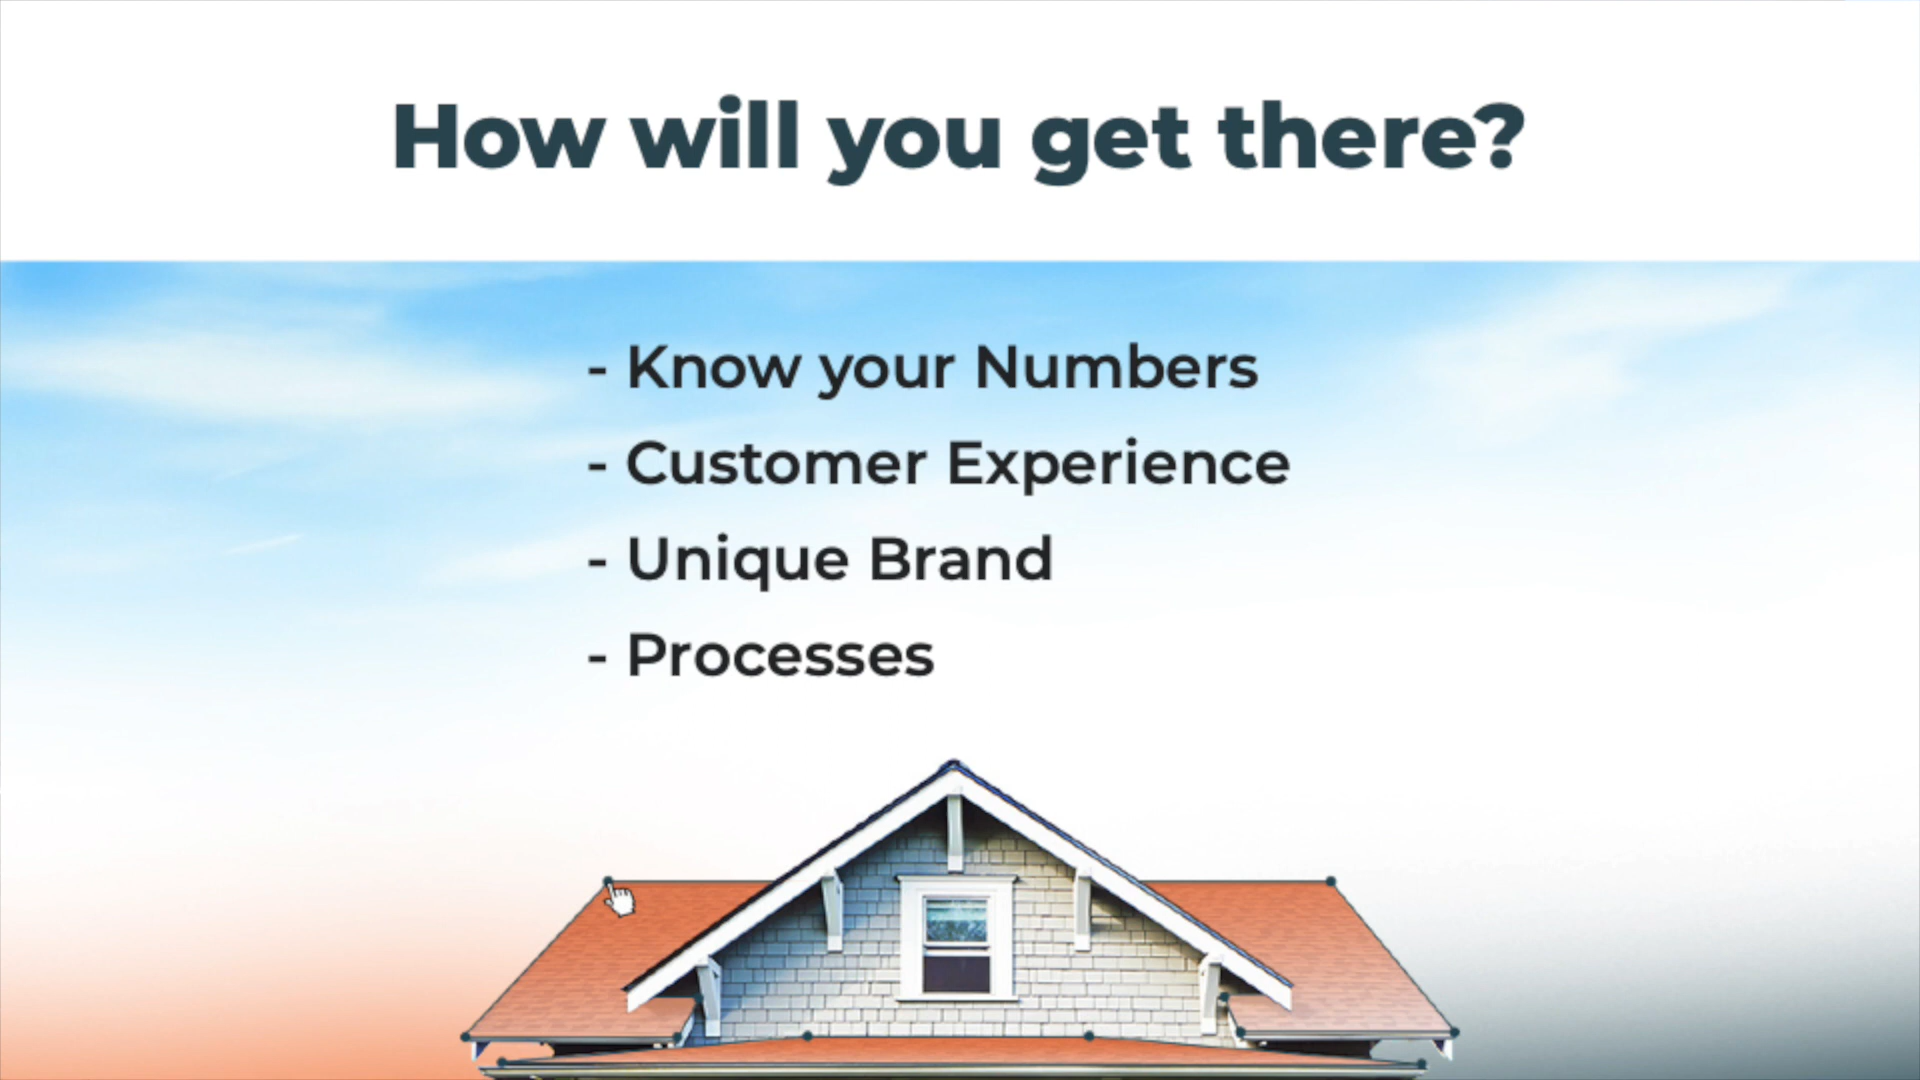 How will you get there?
- Know your Numbers
- Customer Experience
- Unique Brand
- Processes